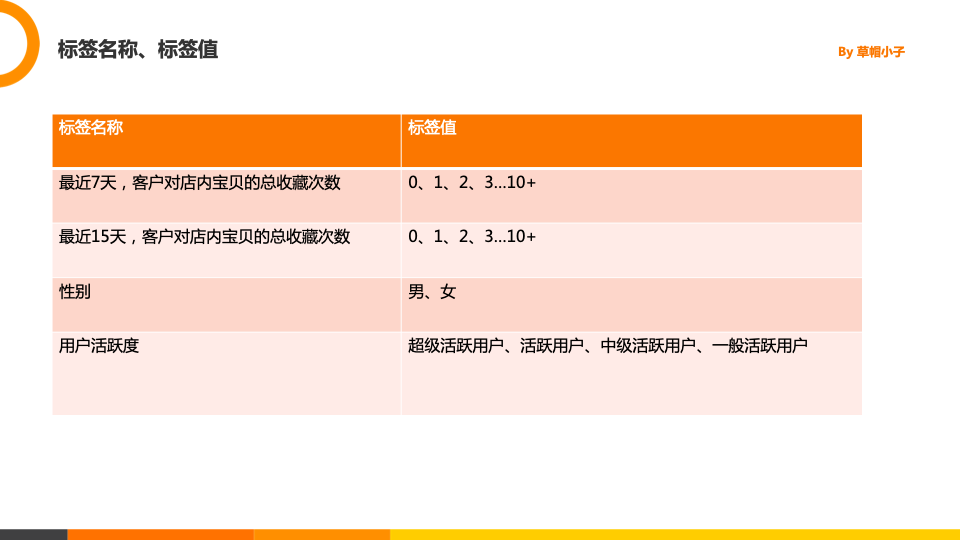 标签名称、标签值
By 草帽小子
标签名称
标签值
最近7天，客户对店内宝贝的总收藏次数
0、1、2、3...10+
最近15天，客户对店内宝贝的总收藏次数
0、1、2、3...10+
性别
男、女
用户活跃度
超级活跃用户、活跃用户、中级活跃用户、一般活跃用户